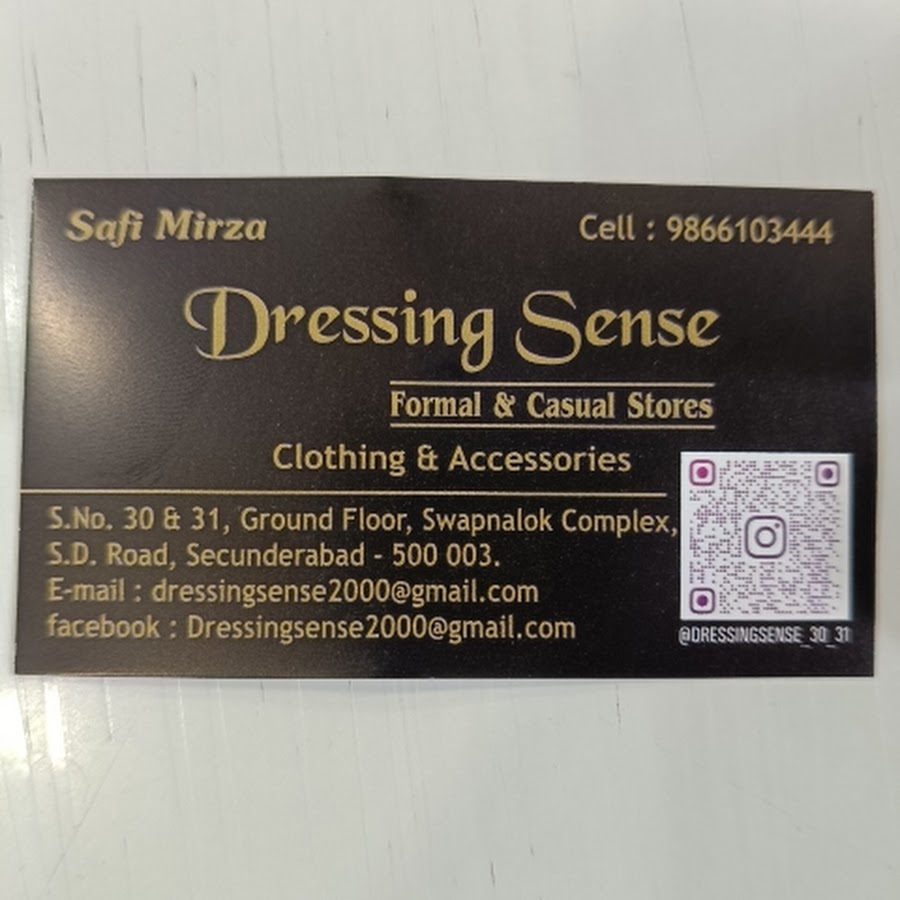 Safi Mirza
Cell : 9866103444
Dressing Sense
Formal & Casual Stores
Clothing & Accessories
S.No. 30 & 31, Ground Floor, Swapnalok Complex,
S.D. Road, Secunderabad - 500 003.
E-mail : dressingsense2000@gmail.com
facebook : Dressingsense2000@gmail.com
@DRESSINGSENSE_30_31